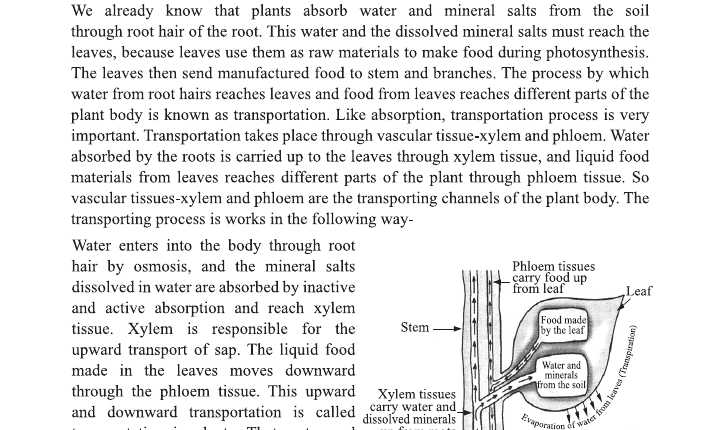 We already know that plants absorb water and mineral salts from the soil
through root hair of the root. This water and the dissolved mineral salts must reach the
leaves, because leaves use them as raw materials to make food during photosynthesis.
The leaves then send manufactured food to stem and branches. The process by which
water from root hairs reaches leaves and food from leaves reaches different parts of the
plant body is known as transportation. Like absorption, transportation process is very
important. Transportation takes place through vascular tissue-xylem and phloem. Water
absorbed by the roots is carried up to the leaves through xylem tissue, and liquid food
materials from leaves reaches different parts of the plant through phloem tissue. So
vascular tissues-xylem and phloem are the transporting channels of the plant body. The
transporting process is works in the following way-
Water enters into the body through root
hair by osmosis, and the mineral salts
dissolved in water are absorbed by inactive
and active absorption and reach xylem
tissue. Xylem is responsible for the
upward transport of sap. The liquid food
made in the leaves moves downward
through the phloem tissue. This upward
and downward transportation is called
Phloem tissues
carry food up
from leaf
Leaf
Stem
Food made
by the leaf
Water and
minerals
from the soil
Xylem tissues
carry water and
dissolved minerals
Evaporation of water from leaves (Transpiration)